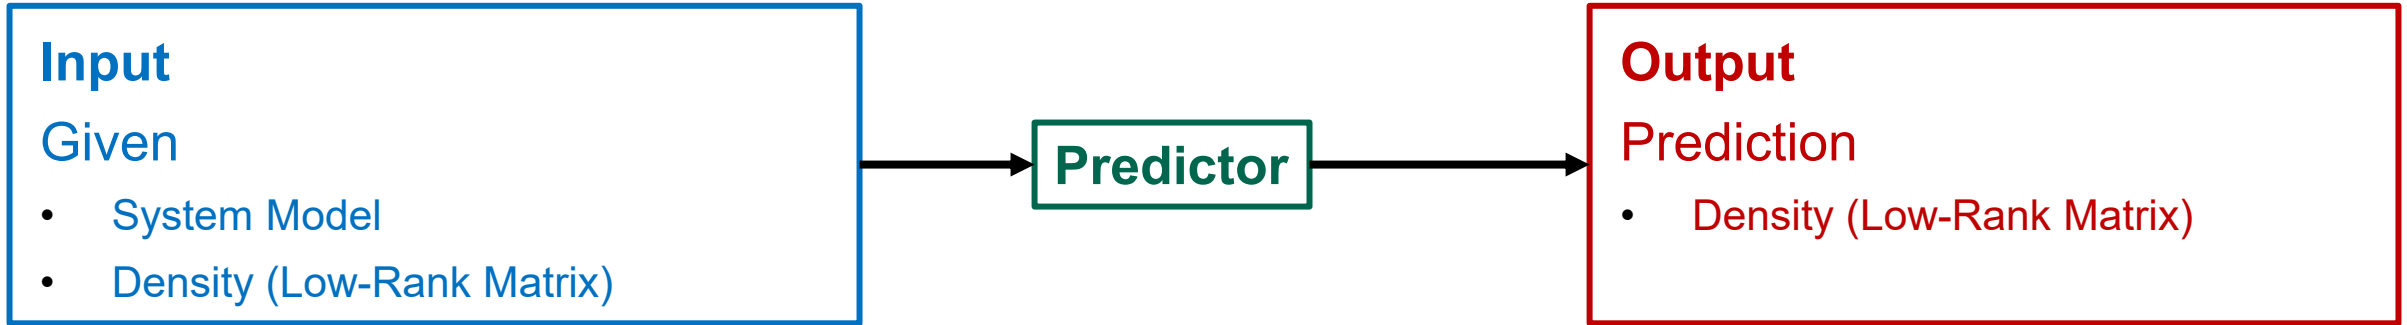 Input
Given
• System Model
• Density (Low-Rank Matrix)
Predictor
Output
Prediction
• Density (Low-Rank Matrix)